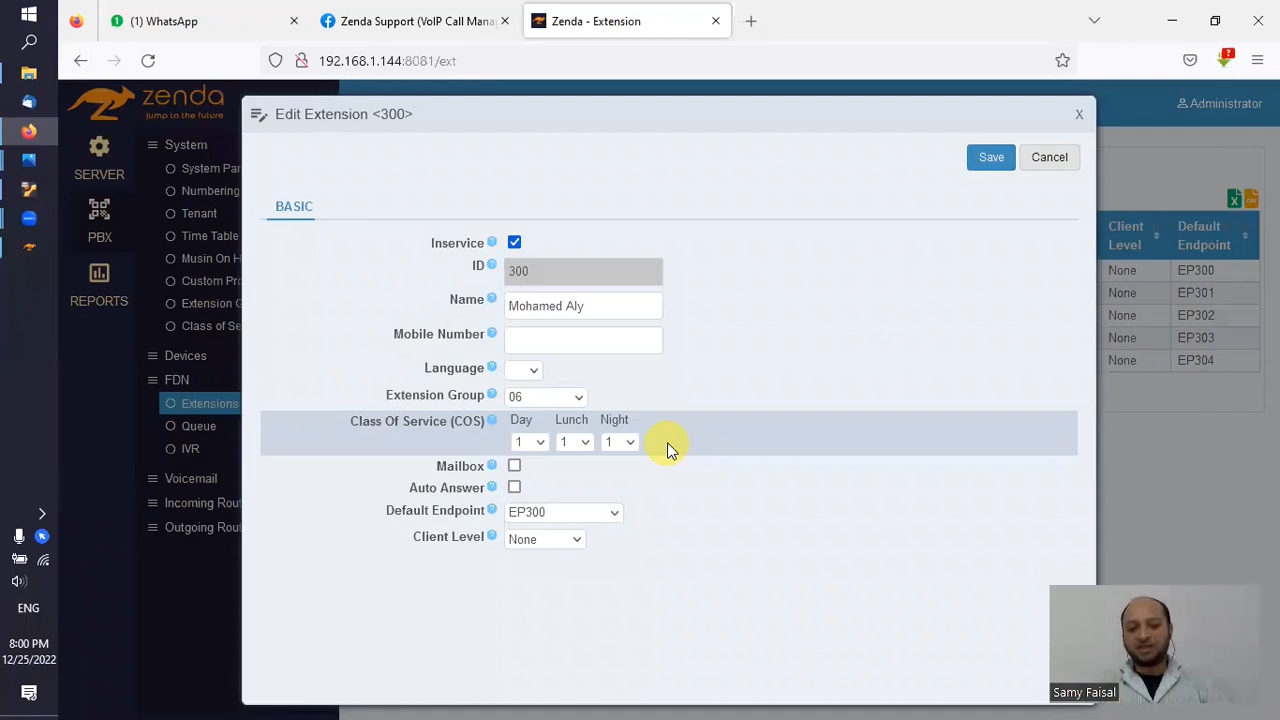 (1) WhatsApp
Zenda Support (VoIP Call Mana
Zenda - Extension
192.168.1.144:8081/ext
?
zenda
jump to the future
Administrator
SERVER
PBX
REPORTS
System
System Par
Numbering
Tenant
Time Table
Musin On H
Custom Pro
Extension G
Class of Se
Devices
FDN
Extensions
Queue
IVR
Voicemail
Incoming Rout
Outgoing Rout
Edit Extension <300>
X
Save
Cancel
BASIC
Inservice
ID
300
Name
Mohamed Aly
Mobile Number
Language
Extension Group
06
Class Of Service (COS)
Day Lunch Night
1 1 1
Mailbox
Auto Answer
Default Endpoint
EP300
Client Level
None
Client Level
Default Endpoint
None EP300
None EP301
None EP302
None EP303
None EP304
ENG
8:00 PM
12/25/2022
Samy Faisal